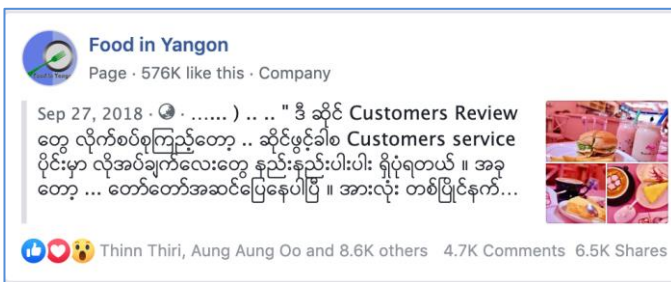 Food in Yangon
Page · 576K like this · Company
Sep 27, 2018 · · ...... ) .. .. " ဒီ ဆိုင် Customers Review
တွေ လိုက်စပ်စုကြည့်တော့ .. ဆိုင်ဖွင့်ခါစ Customers service
ပိုင်းမှာ လိုအပ်ချက်လေးတွေ နည်းနည်းပါးပါး ရှိပုံရတယ် ။ အခု
တော့ ... တော်တော်အဆင်ပြေနေပါပြီ ။ အားလုံး တစ်ပြိုင်နက်...
Thinn Thiri, Aung Aung Oo and 8.6K others 4.7K Comments 6.5K Shares